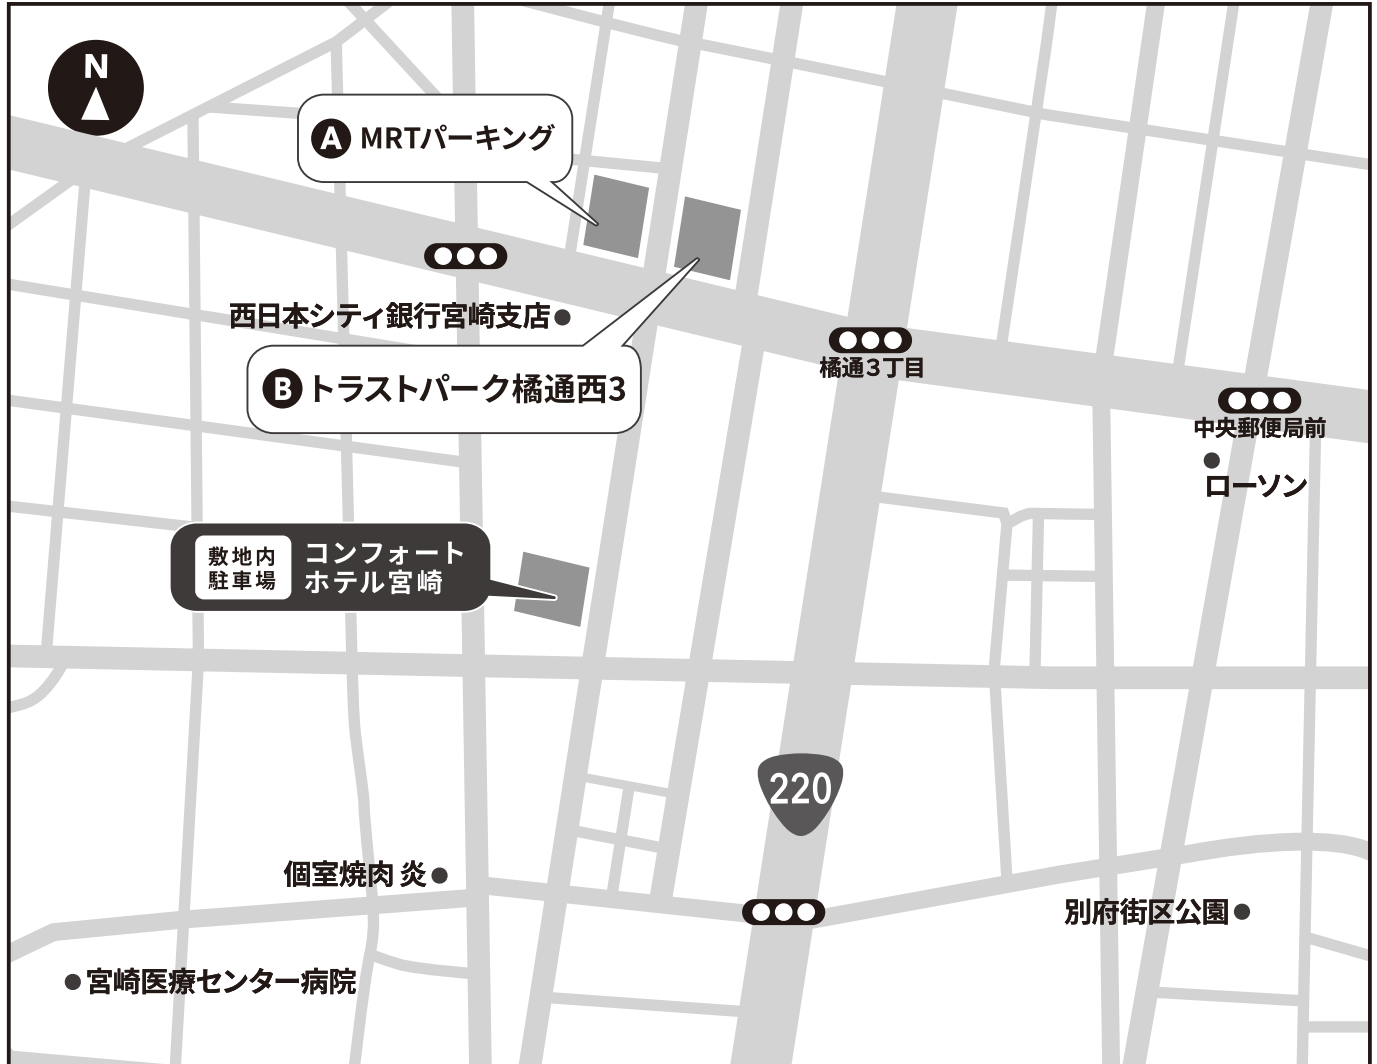 N
A MRTパーキング
西日本シティ銀行宮崎支店
B トラストパーク橘通西3
橘通3丁目
中央郵便局前
ローソン
敷地内
駐車場
コンフォート
ホテル宮崎
220
個室焼肉 炎
別府街区公園
宮崎医療センター病院